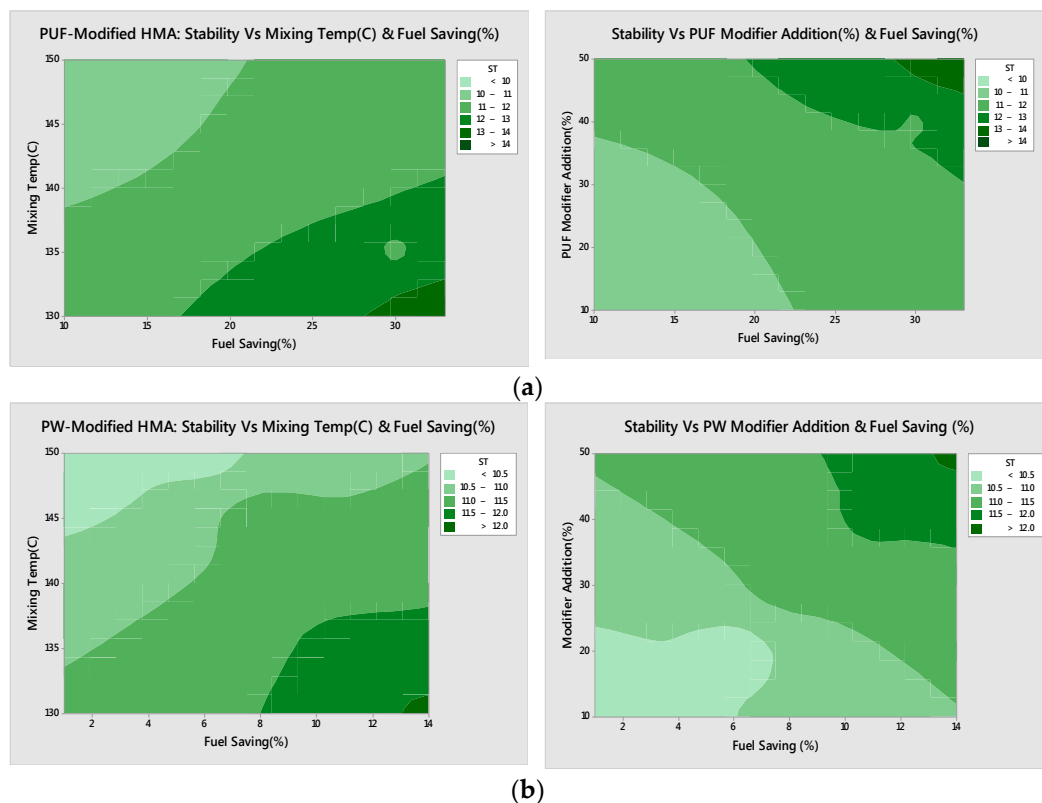 PUF-Modified HMA: Stability Vs Mixing Temp(C) & Fuel Saving(%)
150
145
140
135
130
Mixing Temp(C)
10 15 20 25 30
Fuel Saving(%)
ST
< 10
10 – 11
11 – 12
12 – 13
13 – 14
> 14
Stability Vs PUF Modifier Addition(%) & Fuel Saving(%)
50
40
30
20
10
PUF Modifier Addition(%)
10 15 20 25 30
Fuel Saving(%)
ST
< 10
10 – 11
11 – 12
12 – 13
13 – 14
> 14
(a)
PW-Modified HMA: Stability Vs Mixing Temp(C) & Fuel Saving(%)
150
145
140
135
130
Mixing Temp(C)
2 4 6 8 10 12 14
Fuel Saving(%)
ST
< 10.5
10.5 – 11.0
11.0 – 11.5
11.5 – 12.0
> 12.0
Stability Vs PW Modifier Addition & Fuel Saving (%)
50
40
30
20
10
Modifier Addition(%)
2 4 6 8 10 12 14
Fuel Saving (%)
ST
< 10.5
10.5 – 11.0
11.0 – 11.5
11.5 – 12.0
> 12.0
(b)